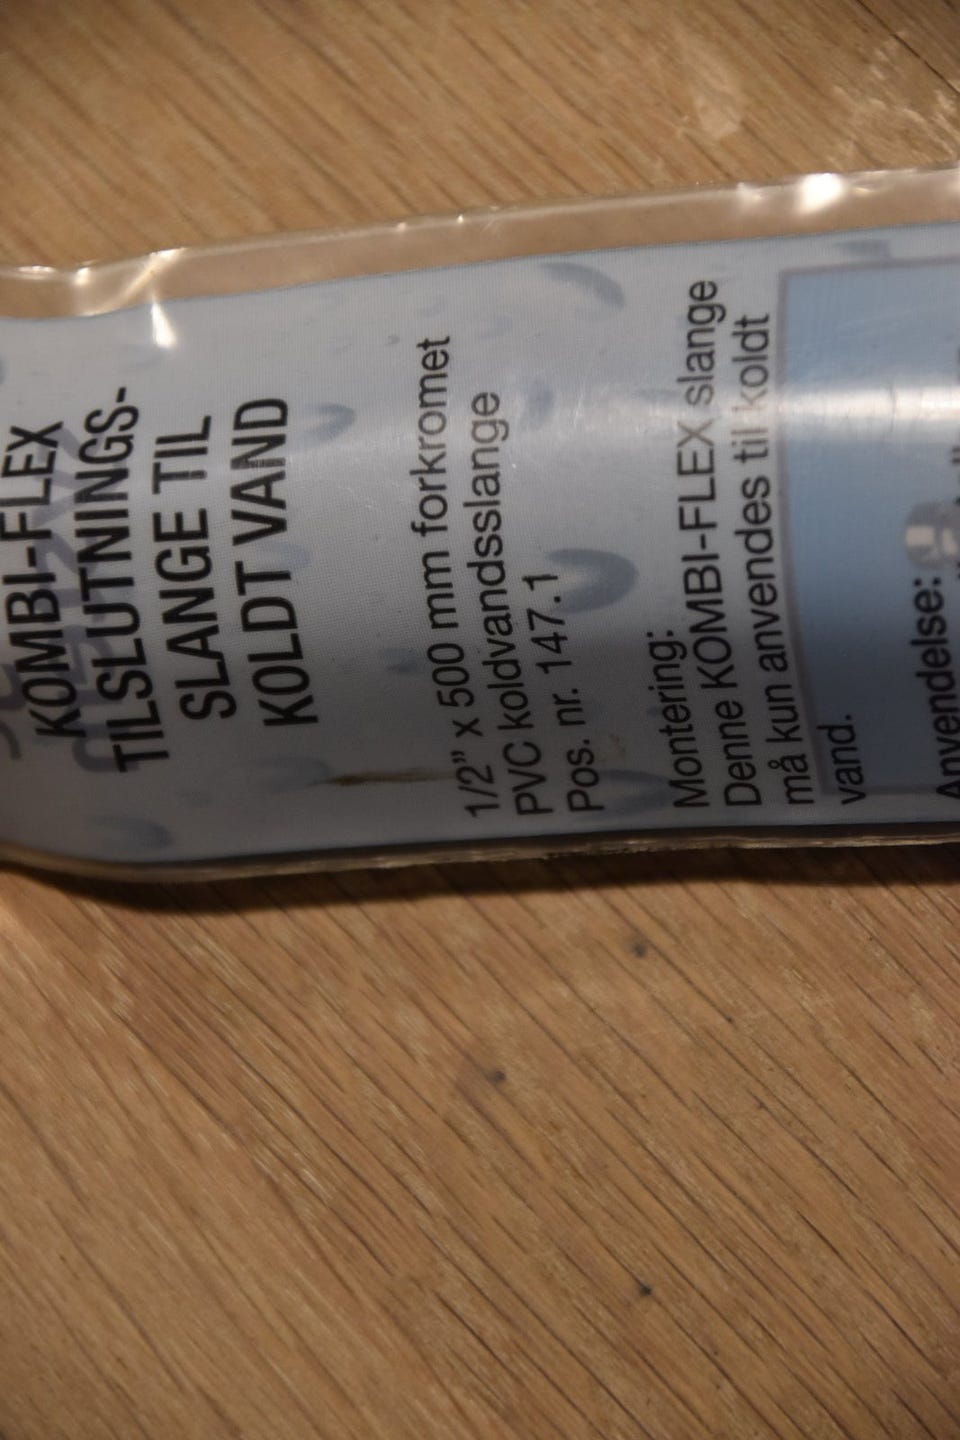 KOMBI-FLEX
TILSLUTNINGS-
SLANGE TIL
KOLDT VAND
1/2” x 500 mm forkromet
PVC koldvandsslange
Pos. nr. 147.1
Montering:
Denne KOMBI-FLEX slange
må kun anvendes til koldt
vand.
Anvendelse: